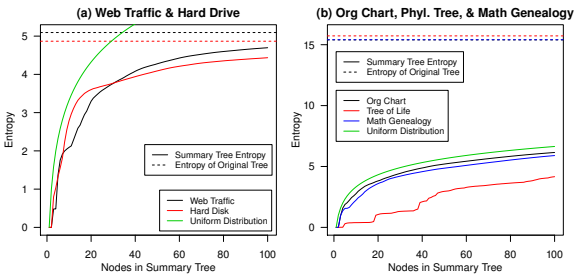 (a) Web Traffic & Hard Drive
Entropy
5
4
3
2
1
0
Summary Tree Entropy
Entropy of Original Tree
Web Traffic
Hard Disk
Uniform Distribution
0 20 40 60 80 100
Nodes in Summary Tree
(b) Org Chart, Phyl. Tree, & Math Genealogy
Entropy
15
10
5
0
Summary Tree Entropy
Entropy of Original Tree
Org Chart
Tree of Life
Math Genealogy
Uniform Distribution
0 20 40 60 80 100
Nodes in Summary Tree